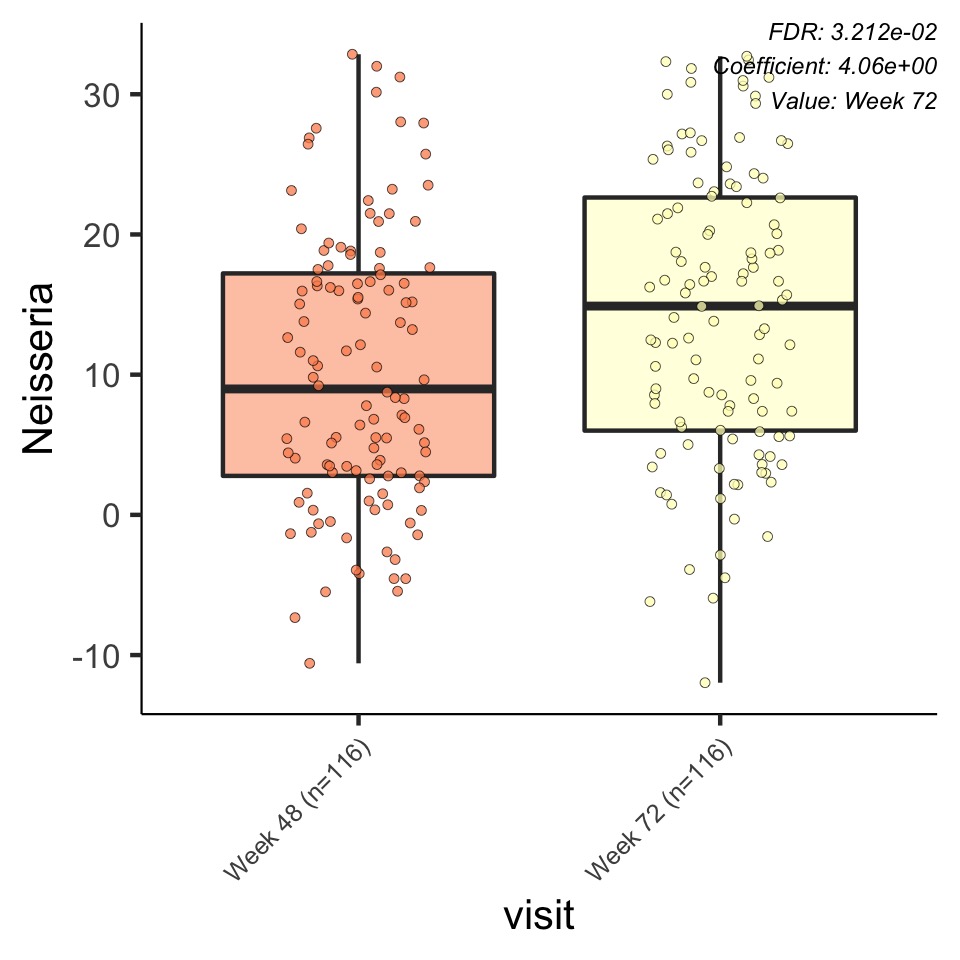 FDR: 3.212e-02
Coefficient: 4.06e+00
Value: Week 72
30
20
10
0
-10
Neisseria
Week 48 (n=116)
Week 72 (n=116)
visit